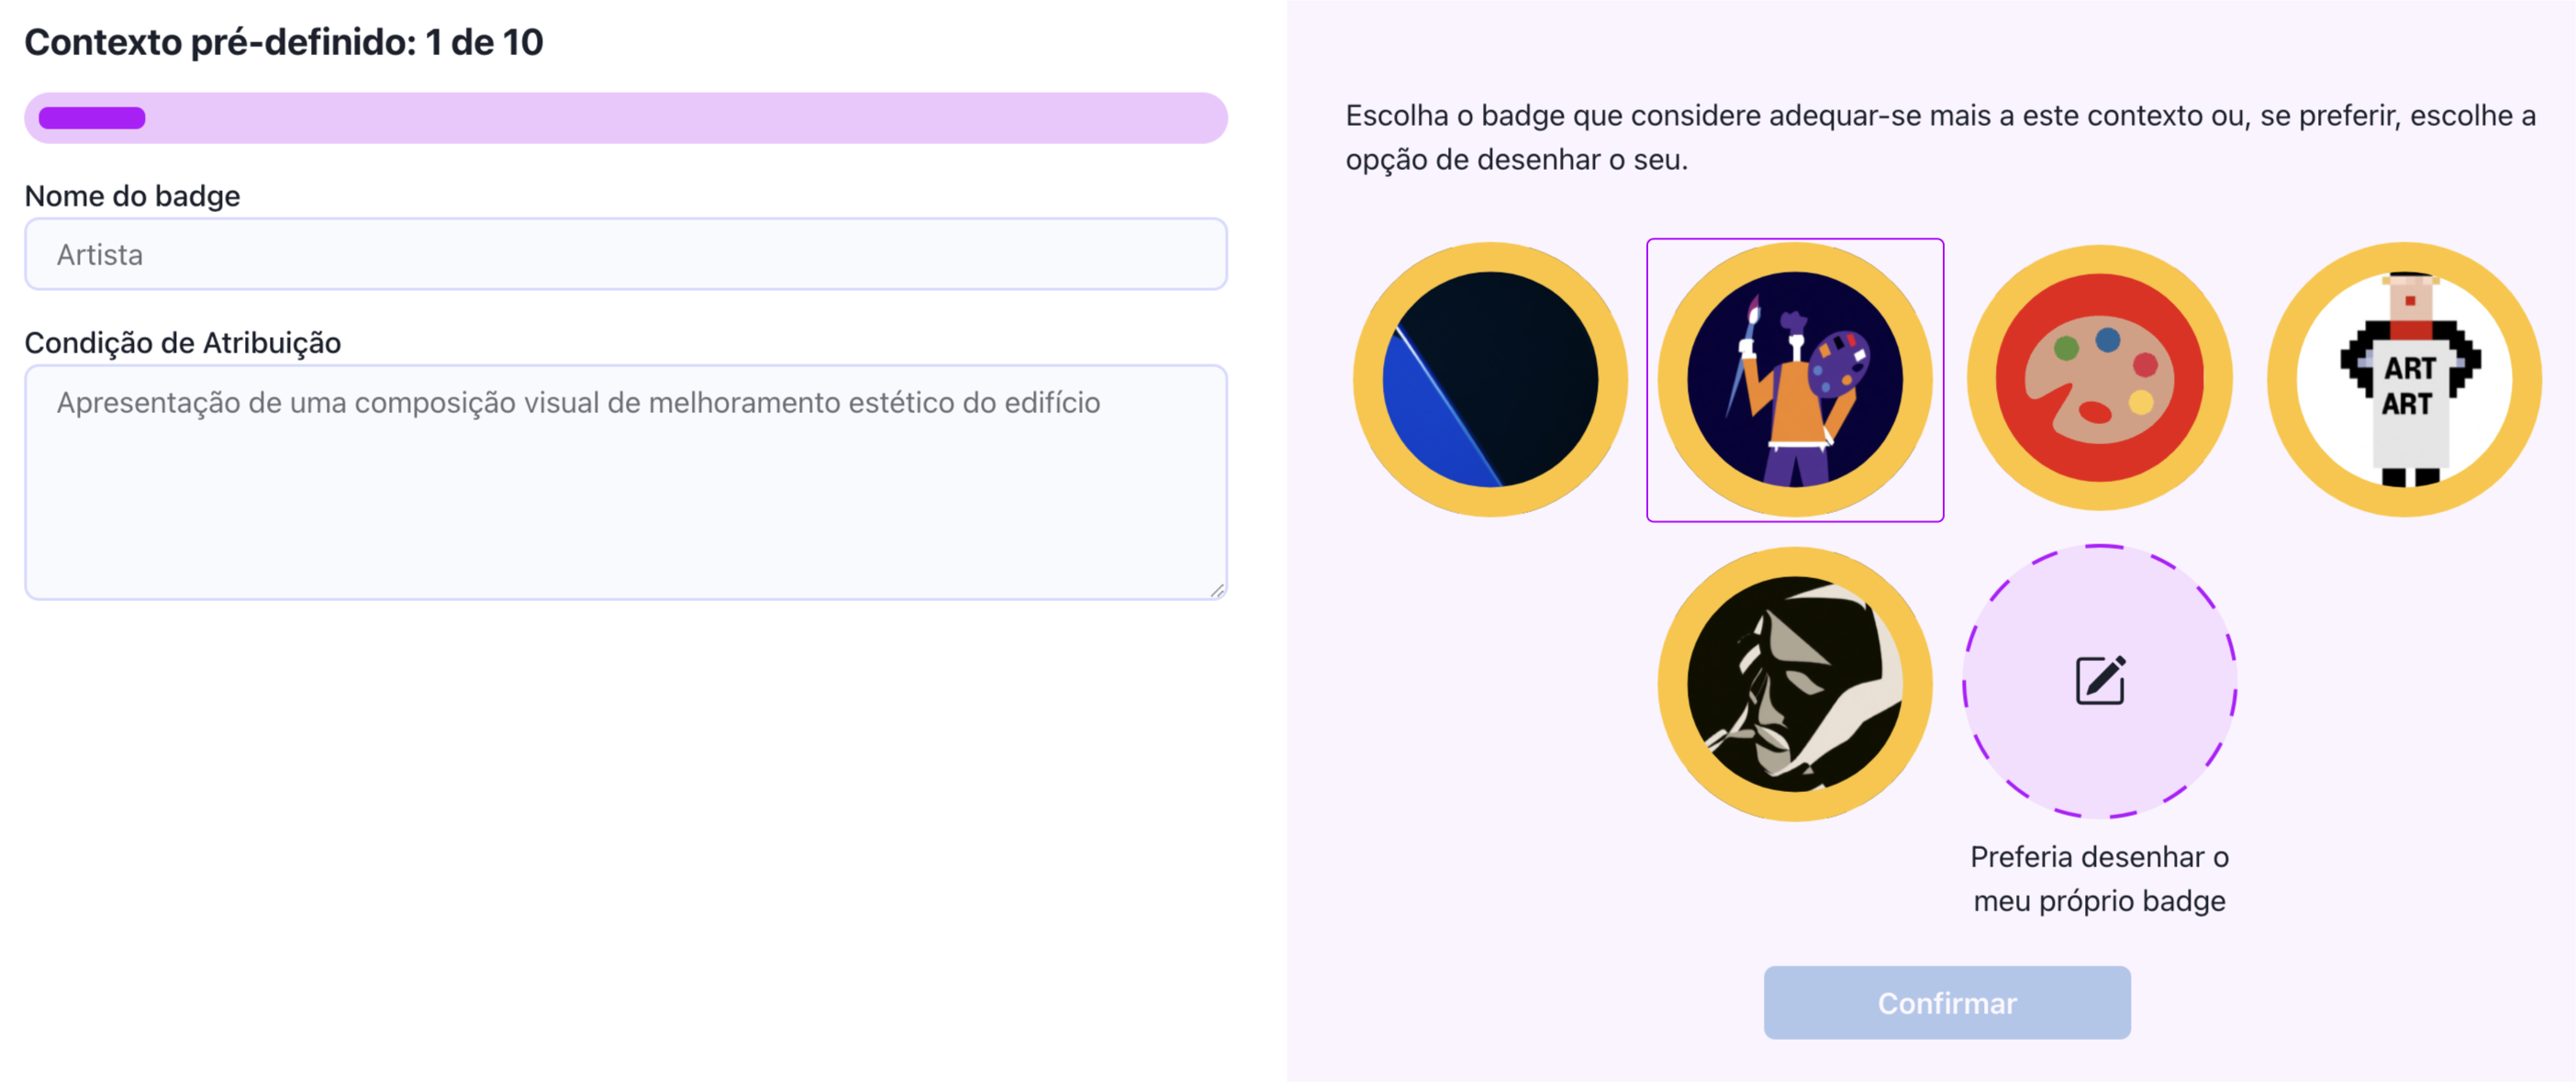 Contexto pré-definido: 1 de 10
Nome do badge
Artista
Condição de Atribuição
Apresentação de uma composição visual de melhoramento estético do edifício
Escolha o badge que considere adequar-se mais a este contexto ou, se preferir, escolhe a
opção de desenhar o seu.
ART
ART
Preferia desenhar o
meu próprio badge
Confirmar